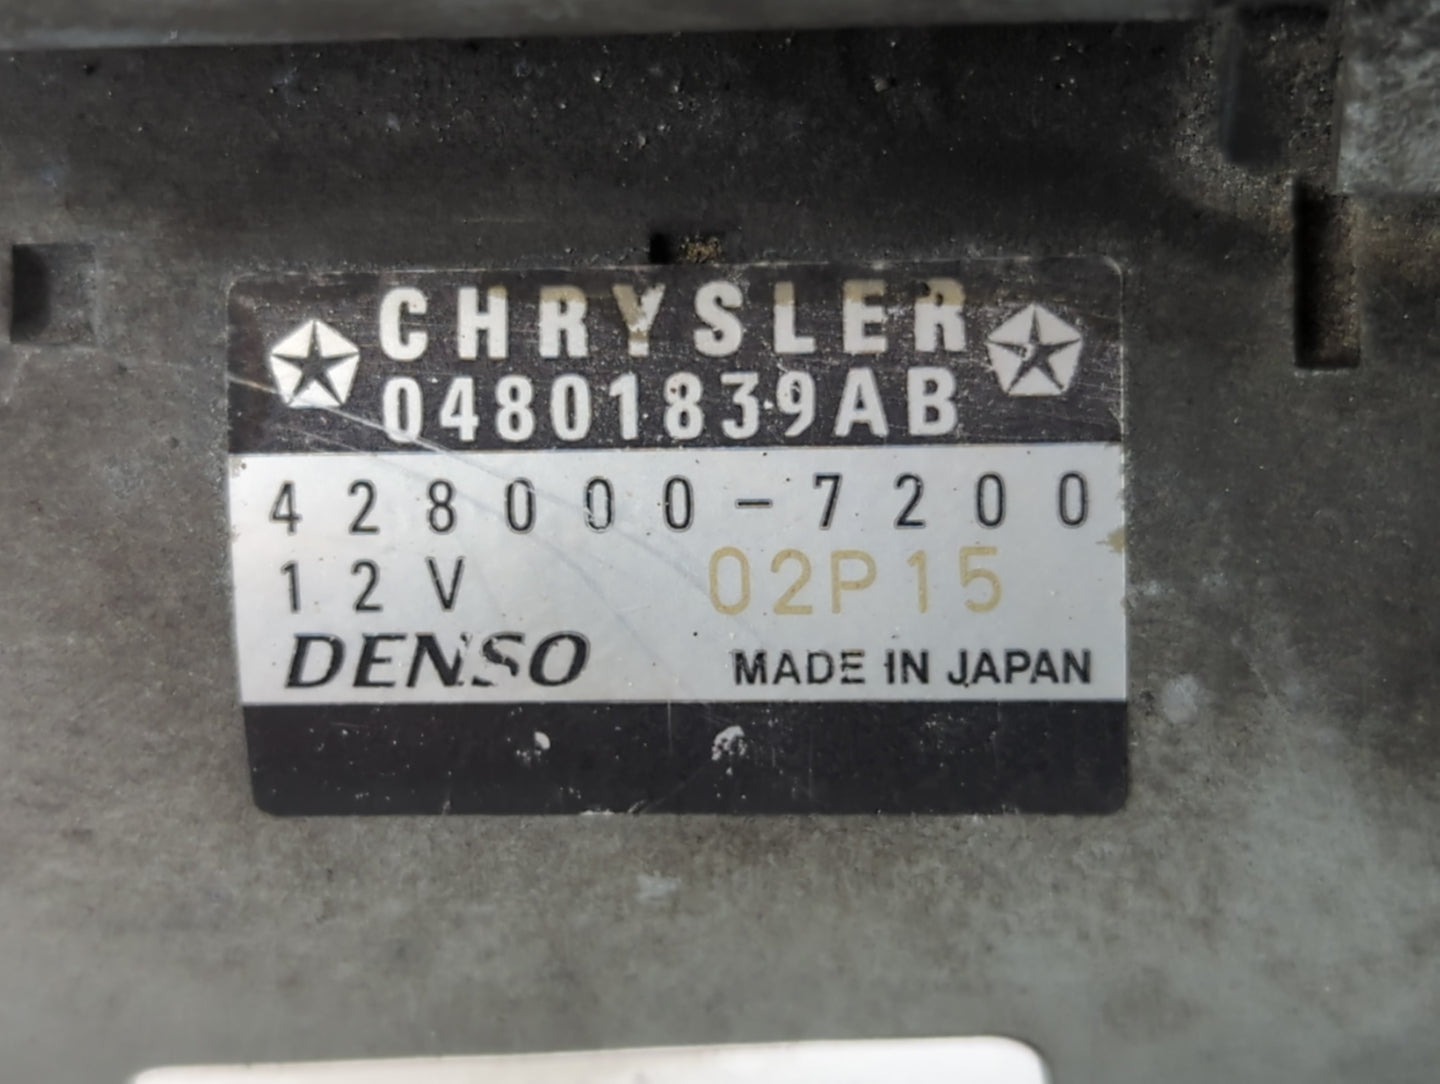 CHRYSLER
04801839AB
428000-7200
12V 02P15
DENSO MADE IN JAPAN